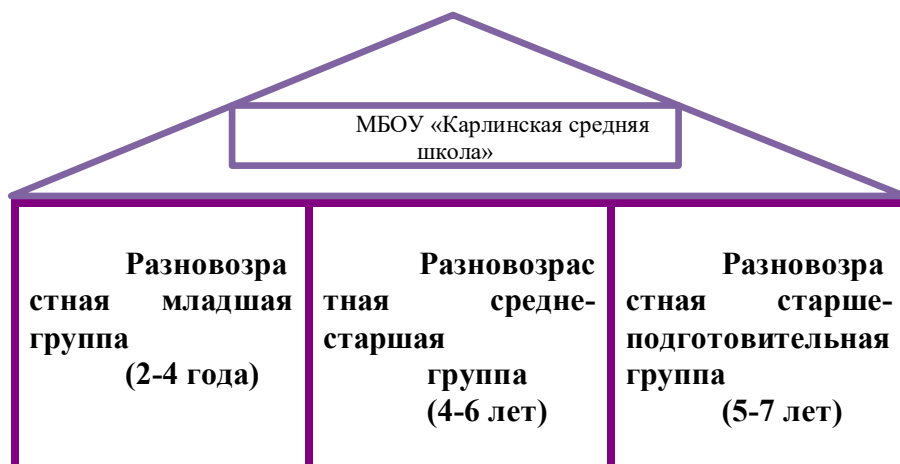 МБОУ «Карлинская средняя
школа»
Разновозра
стная младшая
группа
(2-4 года)
Разновозрас
тная средне-
старшая
группа
(4-6 лет)
Разновозра
стная старше-
подготовительная
группа
(5-7 лет)